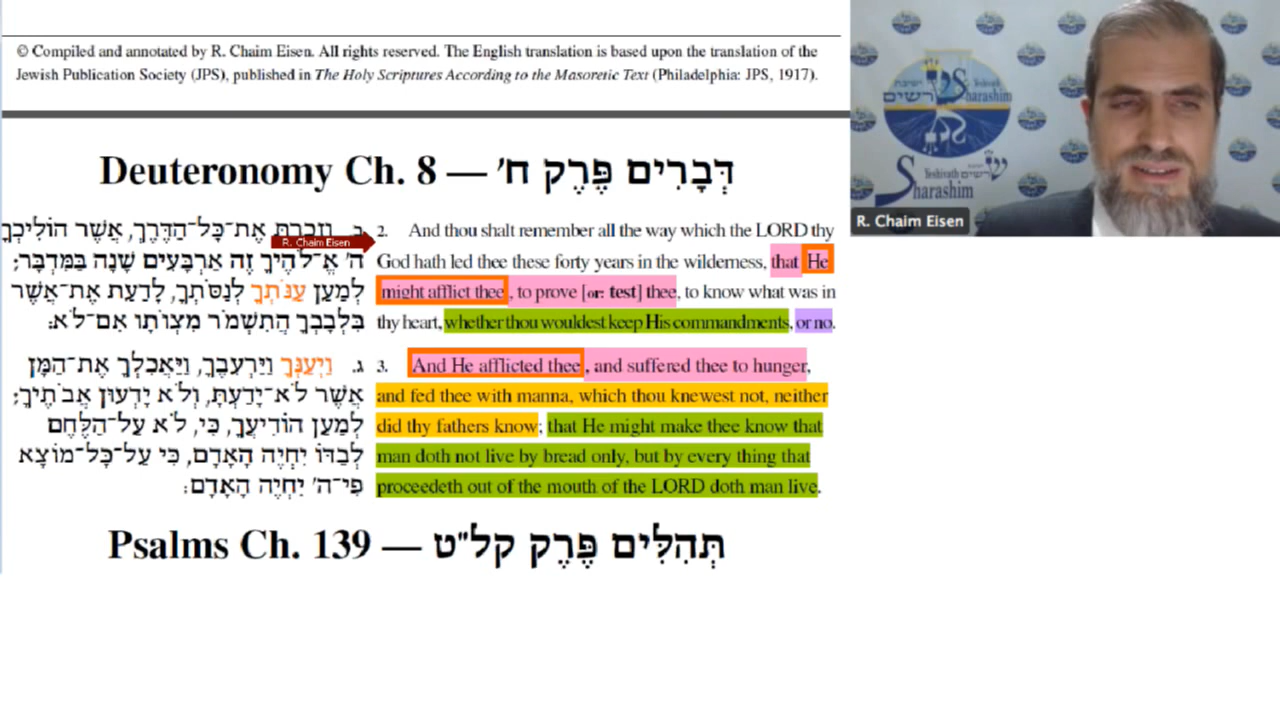 © Compiled and annotated by R. Chaim Eisen. All rights reserved. The English translation is based upon the translation of the
Jewish Publication Society (JPS), published in The Holy Scriptures According to the Masoretic Text (Philadelphia: JPS, 1917).
Deuteronomy Ch. 8 — דְּבָרִים פֶּרֶק ח'
ב. וְזָכַרְתָּ אֶת־כָּל־הַדֶּרֶךְ, אֲשֶׁר הוֹלִיכְךָ
ה' אֱ־לֹהֶיךָ זֶה אַרְבָּעִים שָׁנָה בַּמִּדְבָּר;
לְמַעַן עַנֹּתְךָ לְנַסֹּתְךָ, לָדַעַת אֶת־אֲשֶׁר
בִּלְבָבְךָ הֲתִשְׁמֹר מִצְוֹתָו אִם־לֹא:
R. Chaim Eisen
2. And thou shalt remember all the way which the LORD thy
God hath led thee these forty years in the wilderness, that He
might afflict thee, to prove [or: test] thee, to know what was in
thy heart, whether thou wouldest keep His commandments, or no.
ג. וַיְעַנְּךָ וַיַּרְעִבֶךָ, וַיַּאֲכִלְךָ אֶת־הַמָּן
אֲשֶׁר לֹא־יָדַעְתָּ, וְלֹא יָדְעוּן אֲבֹתֶיךָ;
לְמַעַן הוֹדִיעֲךָ, כִּי, לֹא עַל־הַלֶּחֶם
לְבַדּוֹ יִחְיֶה הָאָדָם, כִּי עַל־כָּל־מוֹצָא
פִי־ה' יִחְיֶה הָאָדָם:
3. And He afflicted thee, and suffered thee to hunger,
and fed thee with manna, which thou knewest not, neither
did thy fathers know; that He might make thee know that
man doth not live by bread only, but by every thing that
proceedeth out of the mouth of the LORD doth man live.
Psalms Ch. 139 — תְּהִלִּים פֶּרֶק קל"ט
ישיבת
שרשים
Yeshivath
Sharashim
Yeshivath שרשים
Sharashim
R. Chaim Eisen